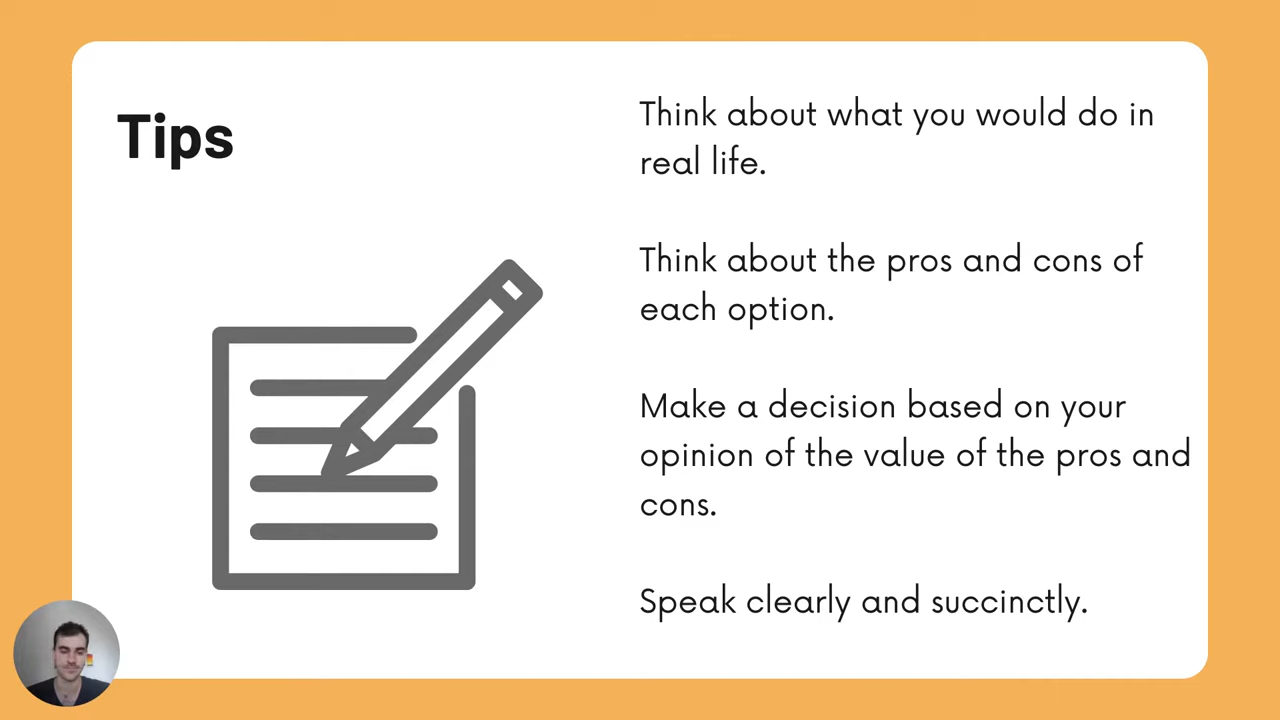 Tips
Think about what you would do in
real life.
Think about the pros and cons of
each option.
Make a decision based on your
opinion of the value of the pros and
cons.
Speak clearly and succinctly.